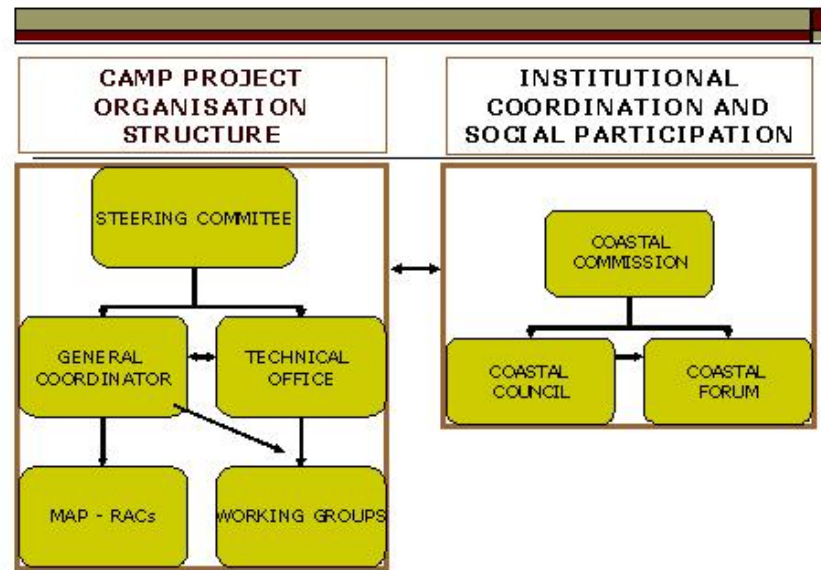 CAMP PROJECT
ORGANISATION
STRUCTURE
INSTITUTIONAL
COORDINATION AND
SOCIAL PARTICIPATION
STEERING COMMITEE
GENERAL
COORDINATOR
TECHNICAL
OFFICE
MAP - RACs
WORKING GROUPS
COASTAL
COMMISSION
COASTAL
COUNCIL
COASTAL
FORUM